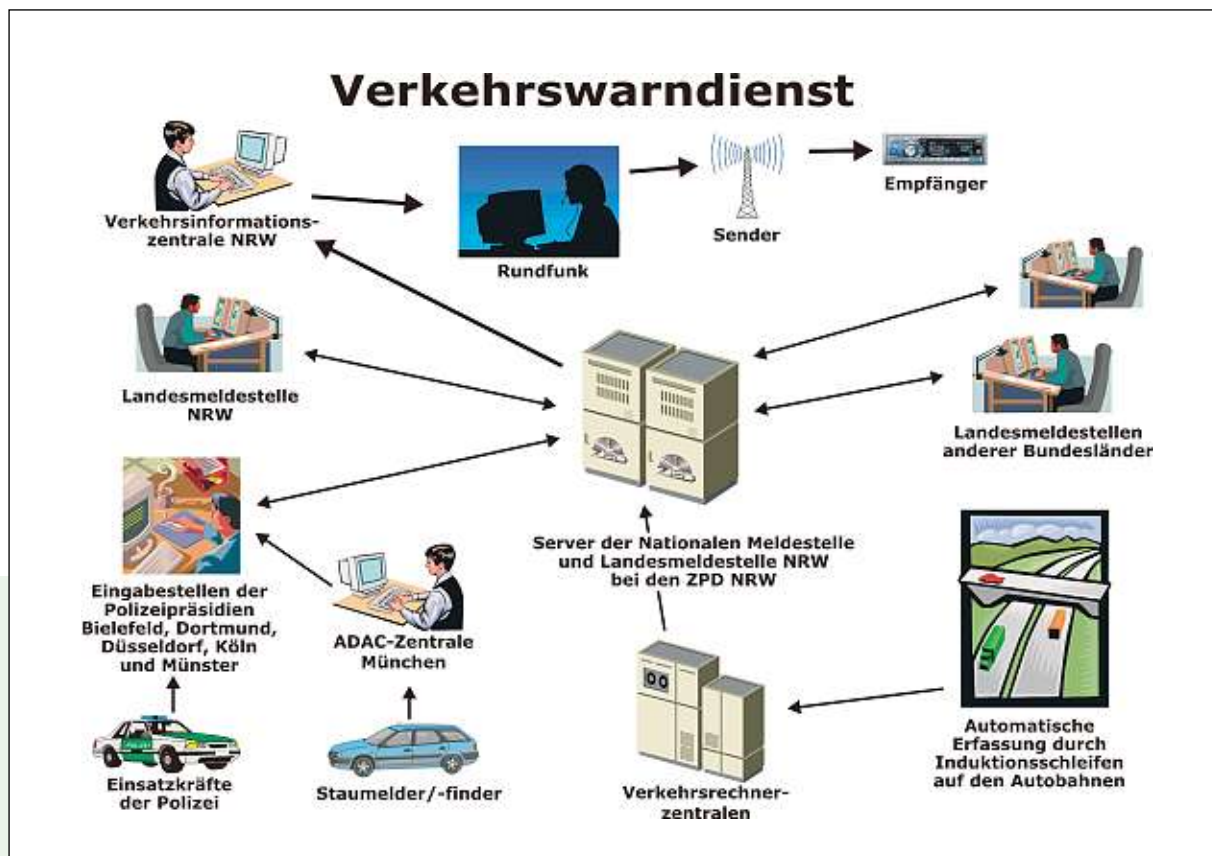 Verkehrswarndienst
Verkehrsinformations-
zentrale NRW
Rundfunk
Sender
Empfänger
Landesmeldestelle
NRW
Landesmeldestellen
anderer Bundesländer
Server der Nationalen Meldestelle
und Landesmeldestelle NRW
bei den ZPD NRW
Eingabestellen der
Polizeipräsidien
Bielefeld, Dortmund,
Düsseldorf, Köln
und Münster
ADAC-Zentrale
München
Einsatzkräfte
der Polizei
Staumelder/-finder
Verkehrsrechner-
zentralen
Automatische
Erfassung durch
Induktionsschleifen
auf den Autobahnen